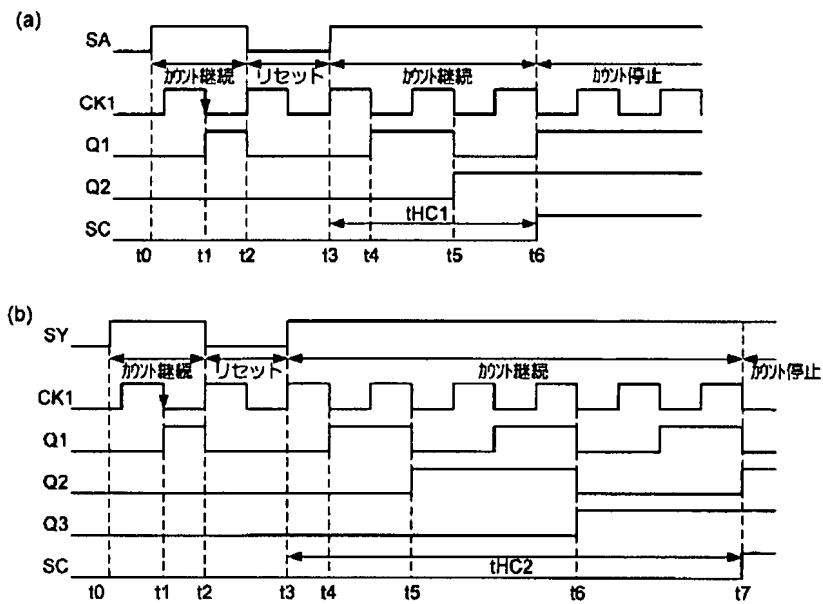 (a)
SA
カウント継続 リセット カウント継続 カウント停止
CK1
Q1
Q2
tHC1
SC
t0 t1 t2 t3 t4 t5 t6
(b)
SY
カウント継続 リセット カウント継続 カウント停止
CK1
Q1
Q2
Q3
tHC2
SC
t0 t1 t2 t3 t4 t5 t6 t7